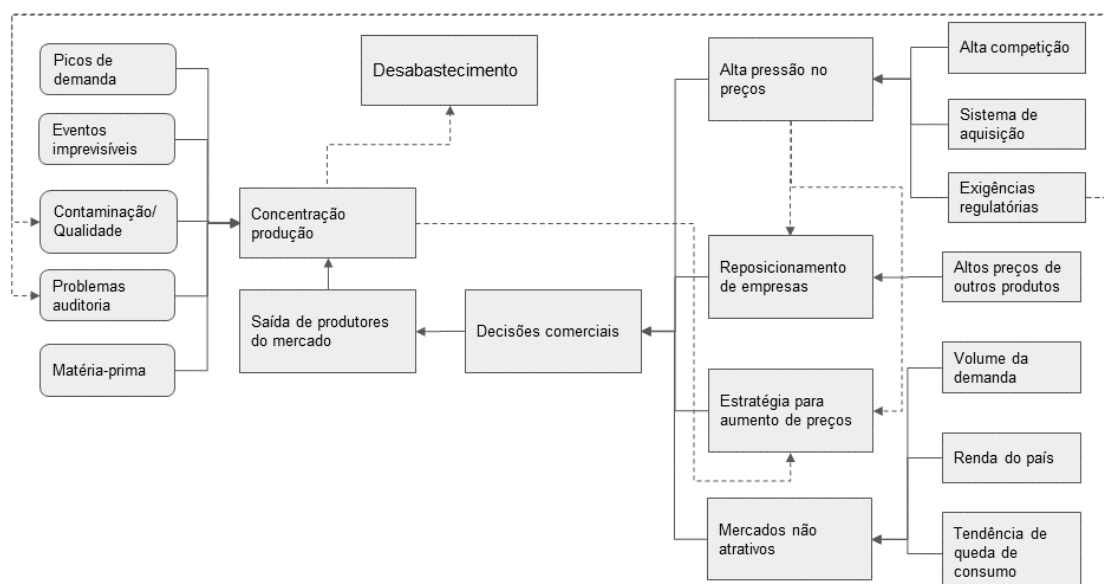 Picos de
demanda
Eventos
imprevisíveis
Contaminação/
Qualidade
Problemas
auditoria
Matéria-prima
Desabastecimento
Concentração
produção
Saída de produtores
do mercado
Decisões comerciais
Alta pressão no
preços
Reposicionamento
de empresas
Estratégia para
aumento de preços
Mercados não
atrativos
Alta competição
Sistema de
aquisição
Exigências
regulatórias
Altos preços de
outros produtos
Volume da
demanda
Renda do país
Tendência de
queda de
consumo